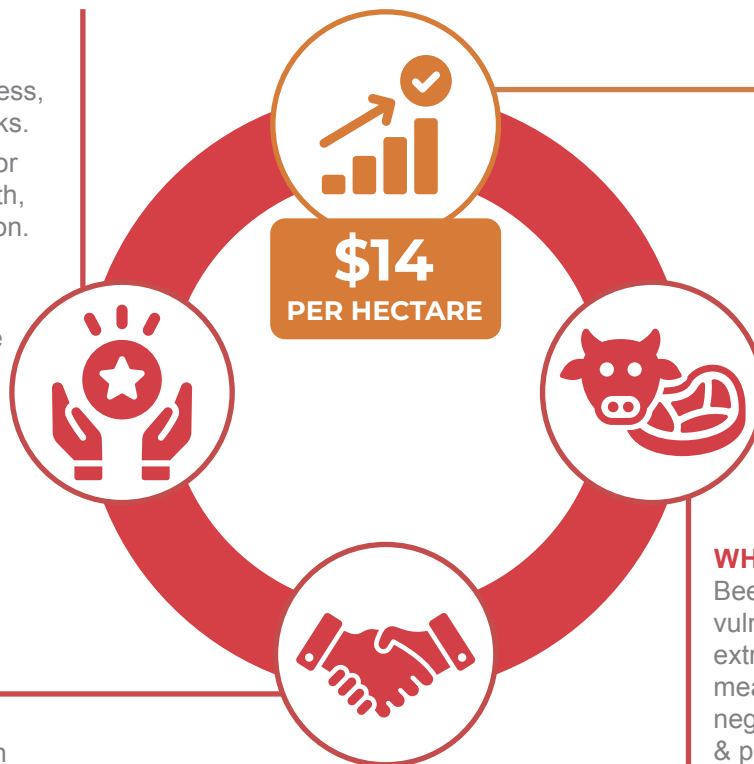 ess,
ks.
or
th,
on.
e
$14
PER HECTARE
WH
Bee
vuln
extr
mea
neg
& p
n